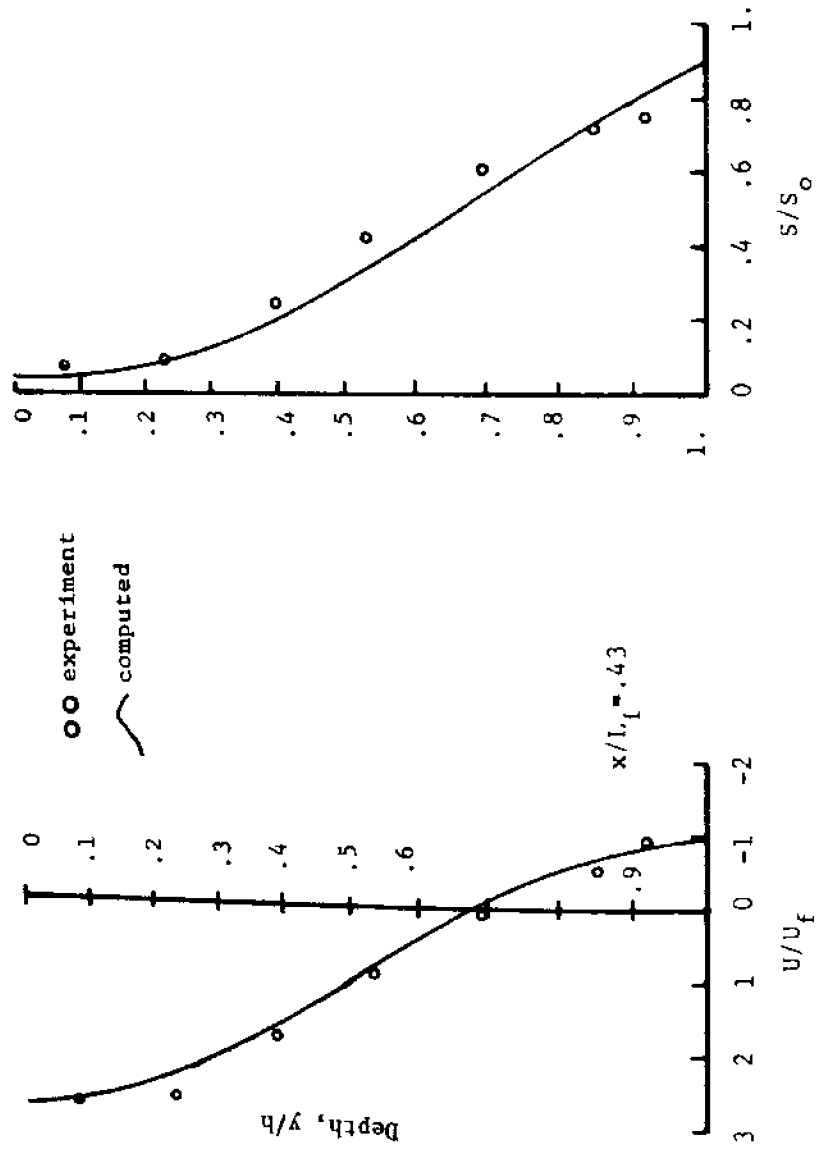 0
.1
.2
.3
.4
.5
.6
.9
Depth, y/h
3 2 1 0 -1 -2
U/U_f
x/L_f=.43
experiment
computed
0
.1
.2
.3
.4
.5
.6
.7
.8
.9
1.
0 .2 .4 .6 .8 1.
S/S_o